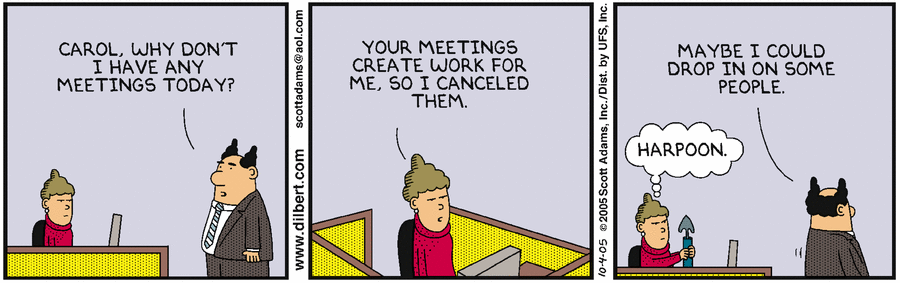 CAROL, WHY DON'T
I HAVE ANY
MEETINGS TODAY?
www.dilbert.com scottadams@aol.com
YOUR MEETINGS
CREATE WORK FOR
ME, SO I CANCELED
THEM.
10-4-05 ©2005 Scott Adams, Inc./Dist. by UFS, Inc.
MAYBE I COULD
DROP IN ON SOME
PEOPLE.
HARPOON.